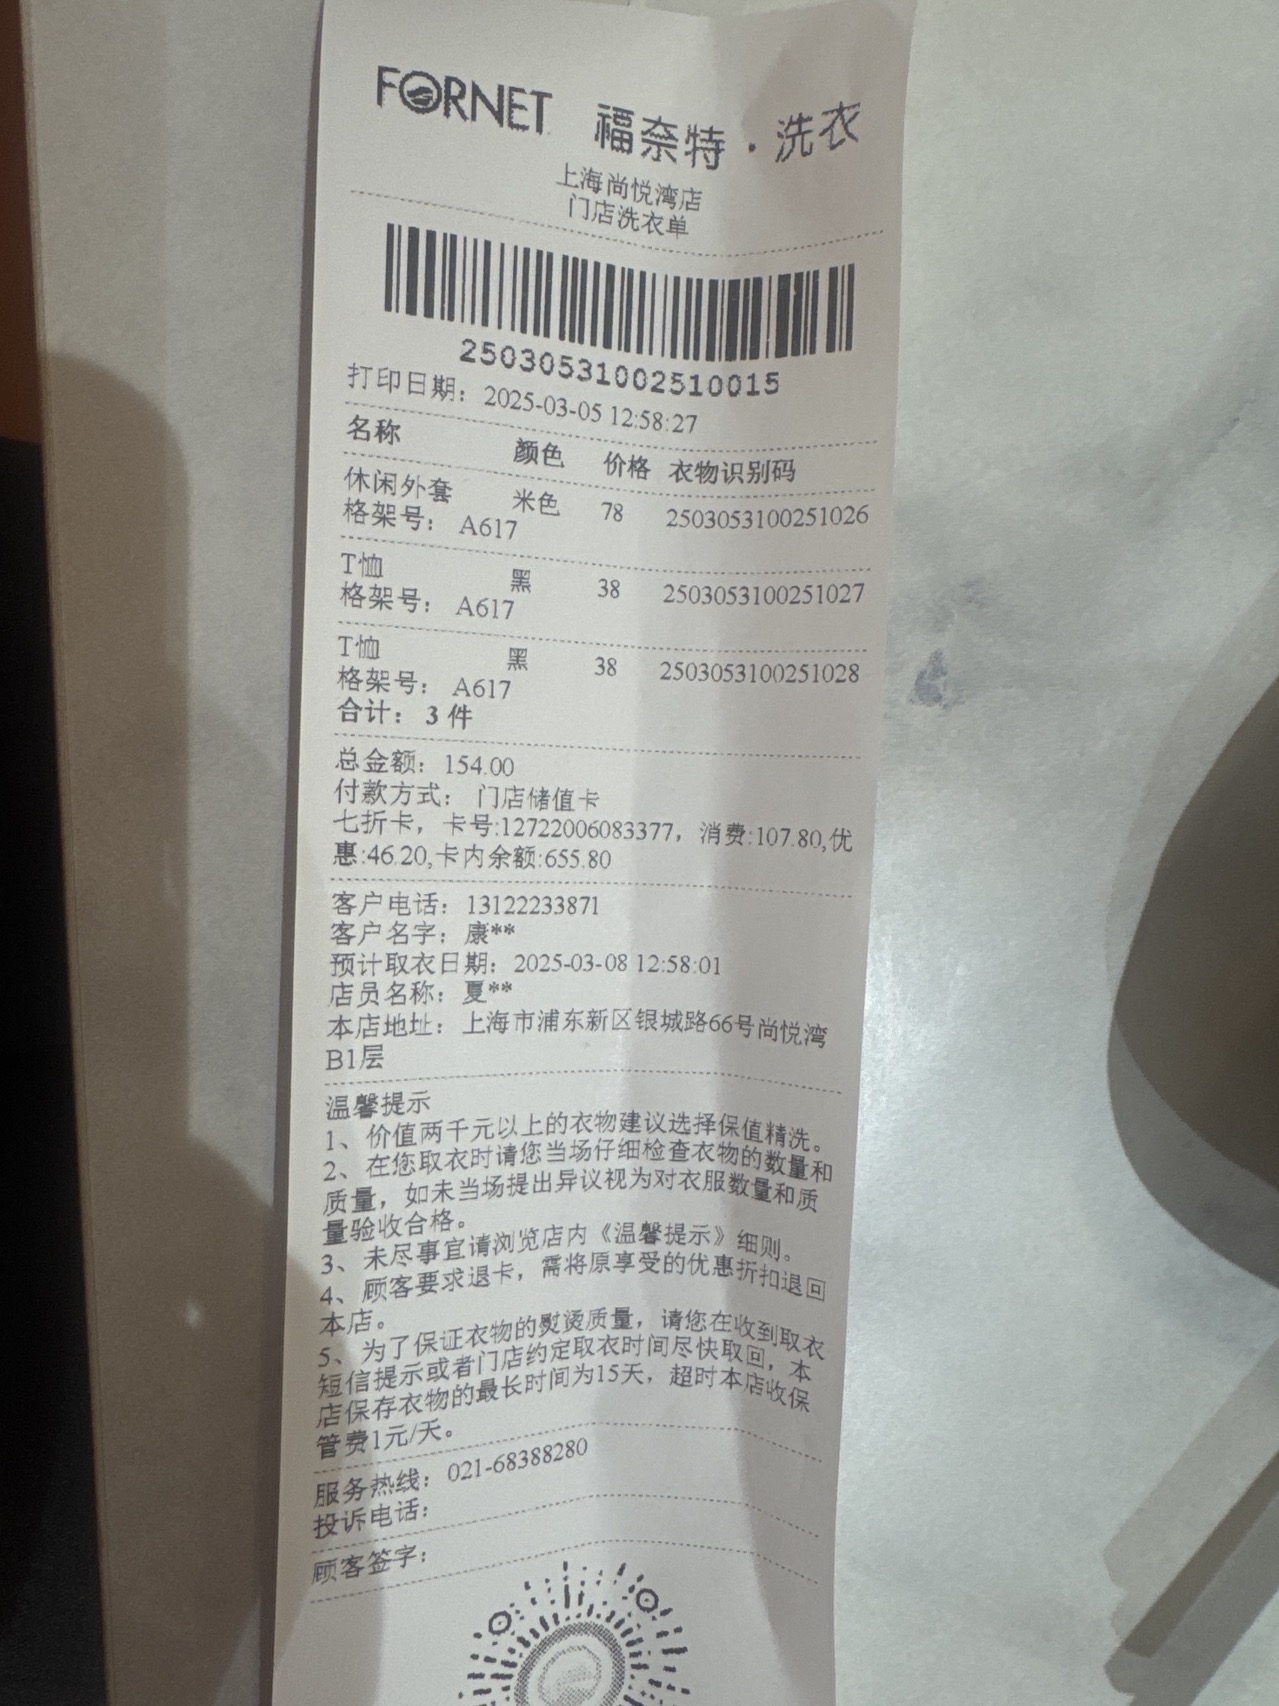 FORNET 福奈特·洗衣
上海尚悦湾店
门店洗衣单
25030531002510015
打印日期：2025-03-05 12:58:27
名称 颜色 价格 衣物识别码
休闲外套 米色 78 2503053100251026
格架号：A617
T恤 黑 38 2503053100251027
格架号：A617
T恤 黑 38 2503053100251028
格架号：A617
合计：3 件
总金额：154.00
付款方式：门店储值卡
七折卡，卡号:12722006083377，消费:107.80,优
惠:46.20,卡内余额:655.80
客户电话：13122233871
客户名字：康**
预计取衣日期：2025-03-08 12:58:01
店员名称：夏**
本店地址：上海市浦东新区银城路66号尚悦湾
B1层
温馨提示
1、价值两千元以上的衣物建议选择保值精洗。
2、在您取衣时请您当场仔细检查衣物的数量和
质量，如未当场提出异议视为对衣服数量和质
量验收合格。
3、未尽事宜请浏览店内《温馨提示》细则。
4、顾客要求退卡，需将原享受的优惠折扣退回
本店。
5、为了保证衣物的熨烫质量，请您在收到取衣
短信提示或者门店约定取衣时间尽快取回，本
店保存衣物的最长时间为15天，超时本店收保
管费1元/天。
服务热线：021-68388280
投诉电话：
顾客签字：